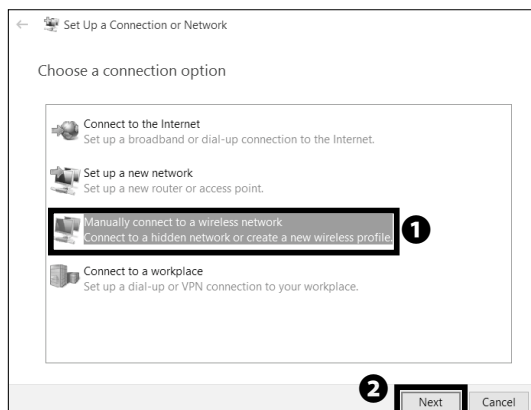 Set Up a Connection or Network
Choose a connection option
Connect to the Internet
Set up a broadband or dial-up connection to the Internet.
Set up a new network
Set up a new router or access point.
Manually connect to a wireless network
Connect to a hidden network or create a new wireless profile.
1
Connect to a workplace
Set up a dial-up or VPN connection to your workplace.
2
Next Cancel